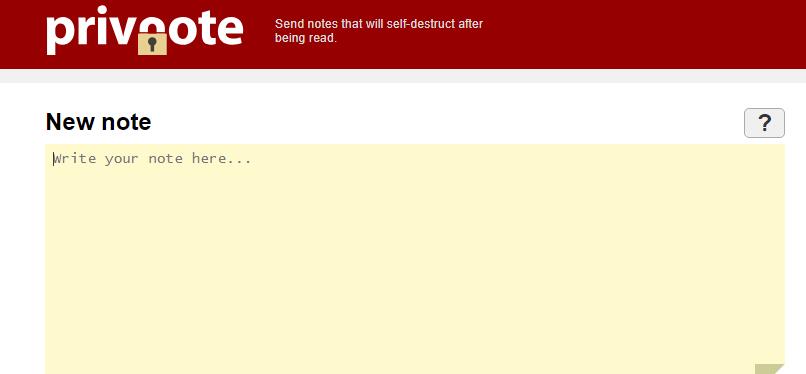 privnote
Send notes that will self-destruct after
being read.
New note
?
Write your note here...